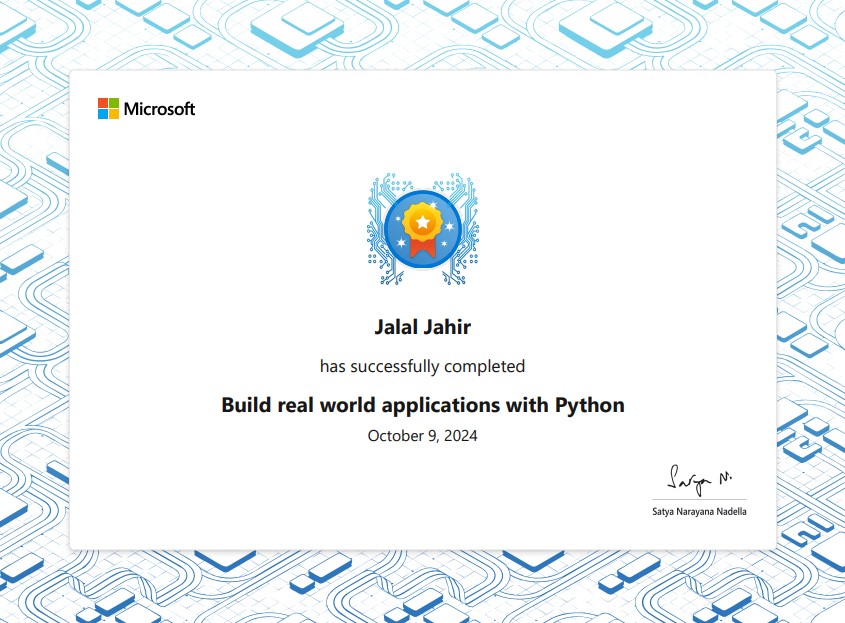 Microsoft
Jalal Jahir
has successfully completed
Build real world applications with Python
October 9, 2024
Satya N.
Satya Narayana Nadella